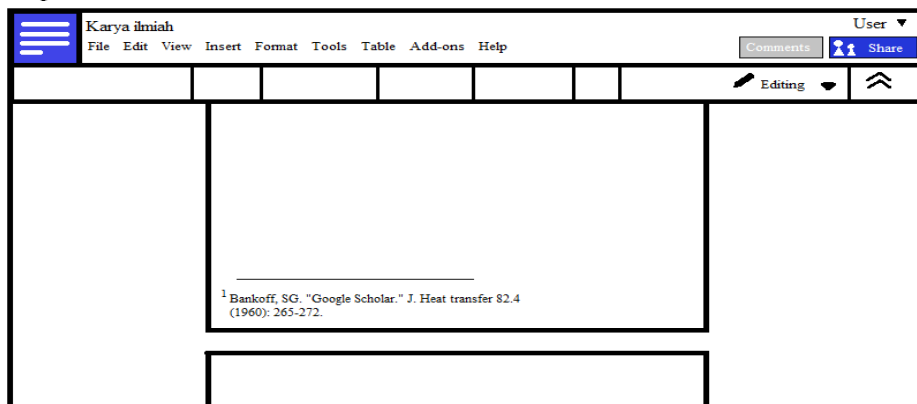 Karya ilmiah
User ▼
File Edit View Insert Format Tools Table Add-ons Help
Comments
Share
Editing
1 Bankoff, SG. "Google Scholar." J. Heat transfer 82.4
(1960): 265-272.